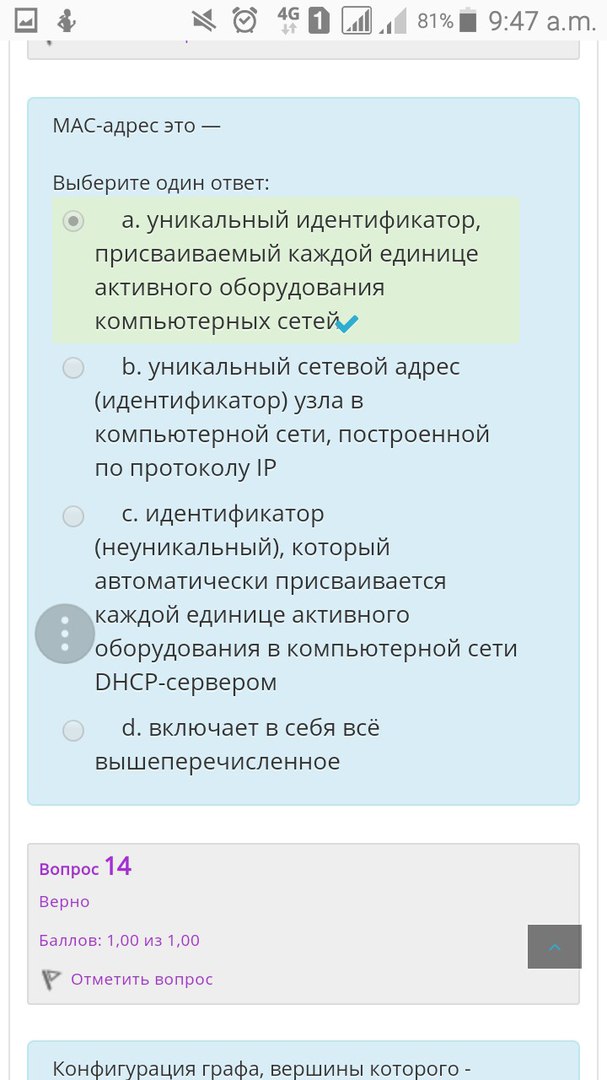 4G
1
81%
9:47 a.m.
MAC-адрес это —
Выберите один ответ:
a. уникальный идентификатор,
присваиваемый каждой единице
активного оборудования
компьютерных сетей
b. уникальный сетевой адрес
(идентификатор) узла в
компьютерной сети, построенной
по протоколу IP
c. идентификатор
(неуникальный), который
автоматически присваивается
каждой единице активного
оборудования в компьютерной сети
DHCP-сервером
d. включает в себя всё
вышеперечисленное
Вопрос 14
Верно
Баллов: 1,00 из 1,00
Отметить вопрос
Конфигурация графа, вершины которого -